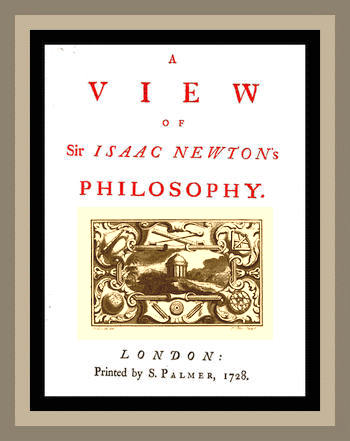 A
VIEW
OF
Sir ISAAC NEWTON's
PHILOSOPHY.
LONDON:
Printed by S. PALMER, 1728.